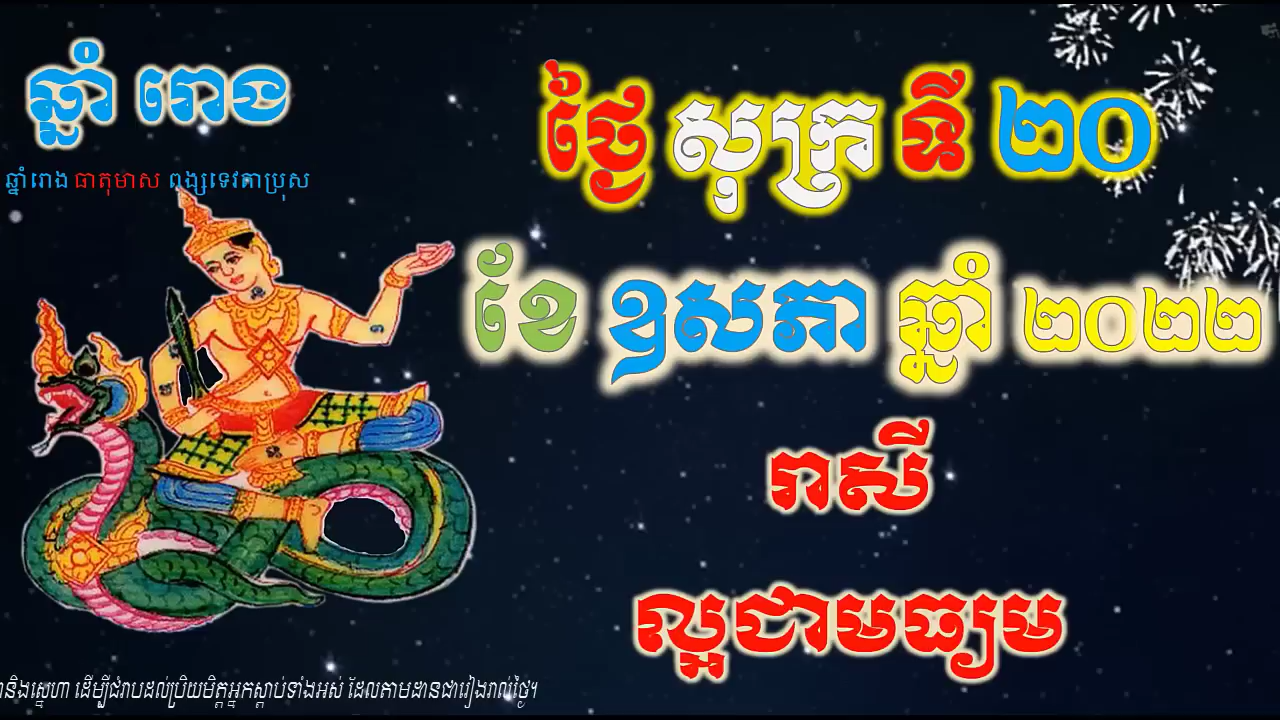 ឆ្នាំ រោង
ឆ្នាំរោង ធាតុមាស ពង្សទេវតាប្រុស
ថ្ងៃ សុក្រ ទី ២០
ខែ ឧសភា ឆ្នាំ ២០២២
រាសី
ល្អជាមធ្យម
និងស្នេហា ដើម្បីជំរាបដល់ប្រិយមិត្តអ្នកស្តាប់ទាំងអស់ ដែលតាមដានជារៀងរាល់ថ្ងៃ។